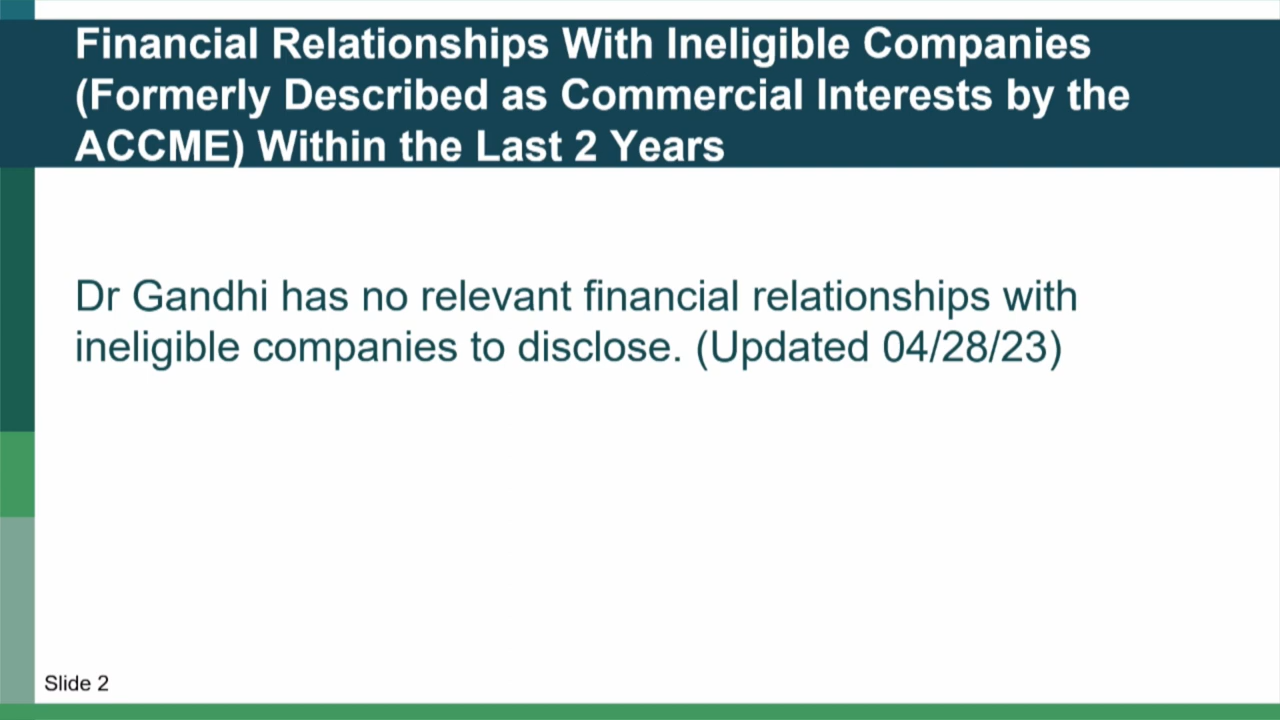 Financial Relationships With Ineligible Companies
(Formerly Described as Commercial Interests by the
ACCME) Within the Last 2 Years
Dr Gandhi has no relevant financial relationships with
ineligible companies to disclose. (Updated 04/28/23)
Slide 2